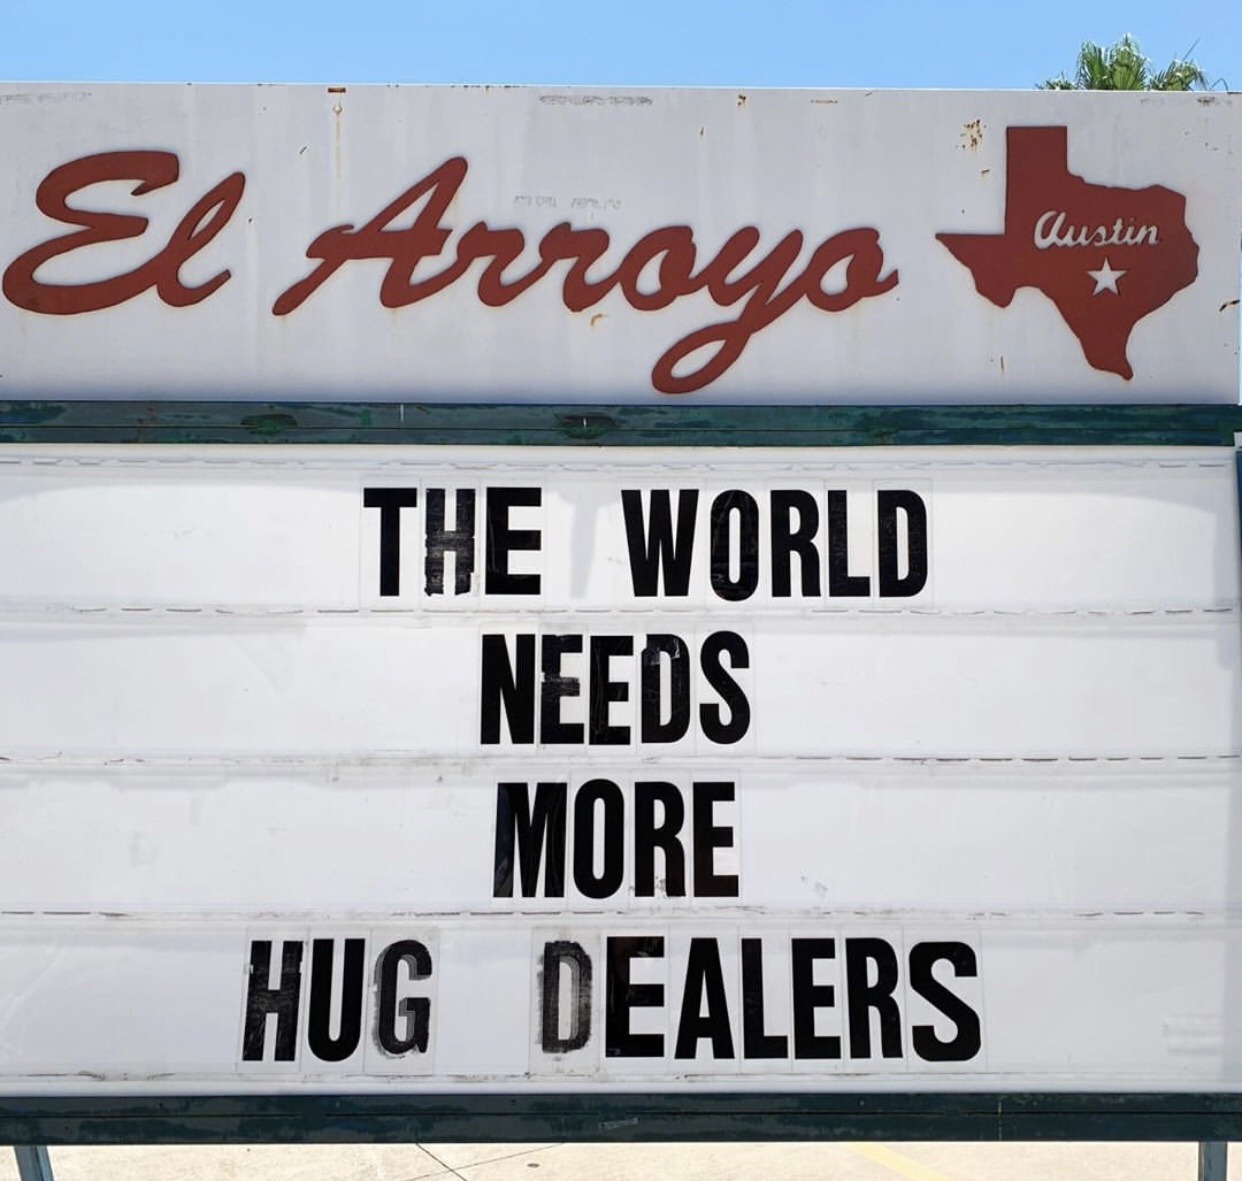 El Arroyo
Austin
THE WORLD
NEEDS
MORE
HUG DEALERS